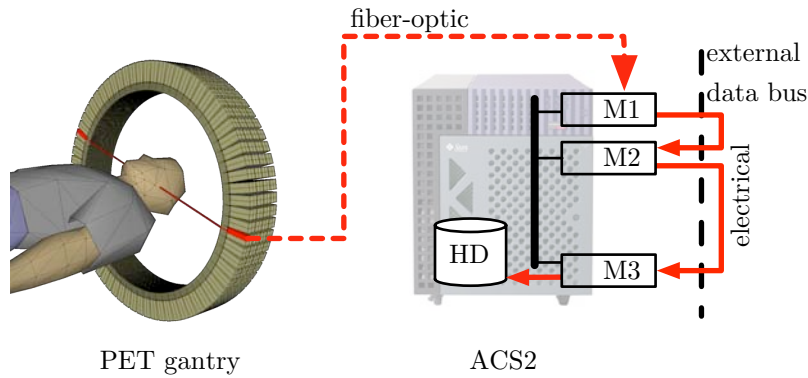 fiber-optic
external
data bus
M1
M2
electrical
HD
M3
PET gantry
ACS2